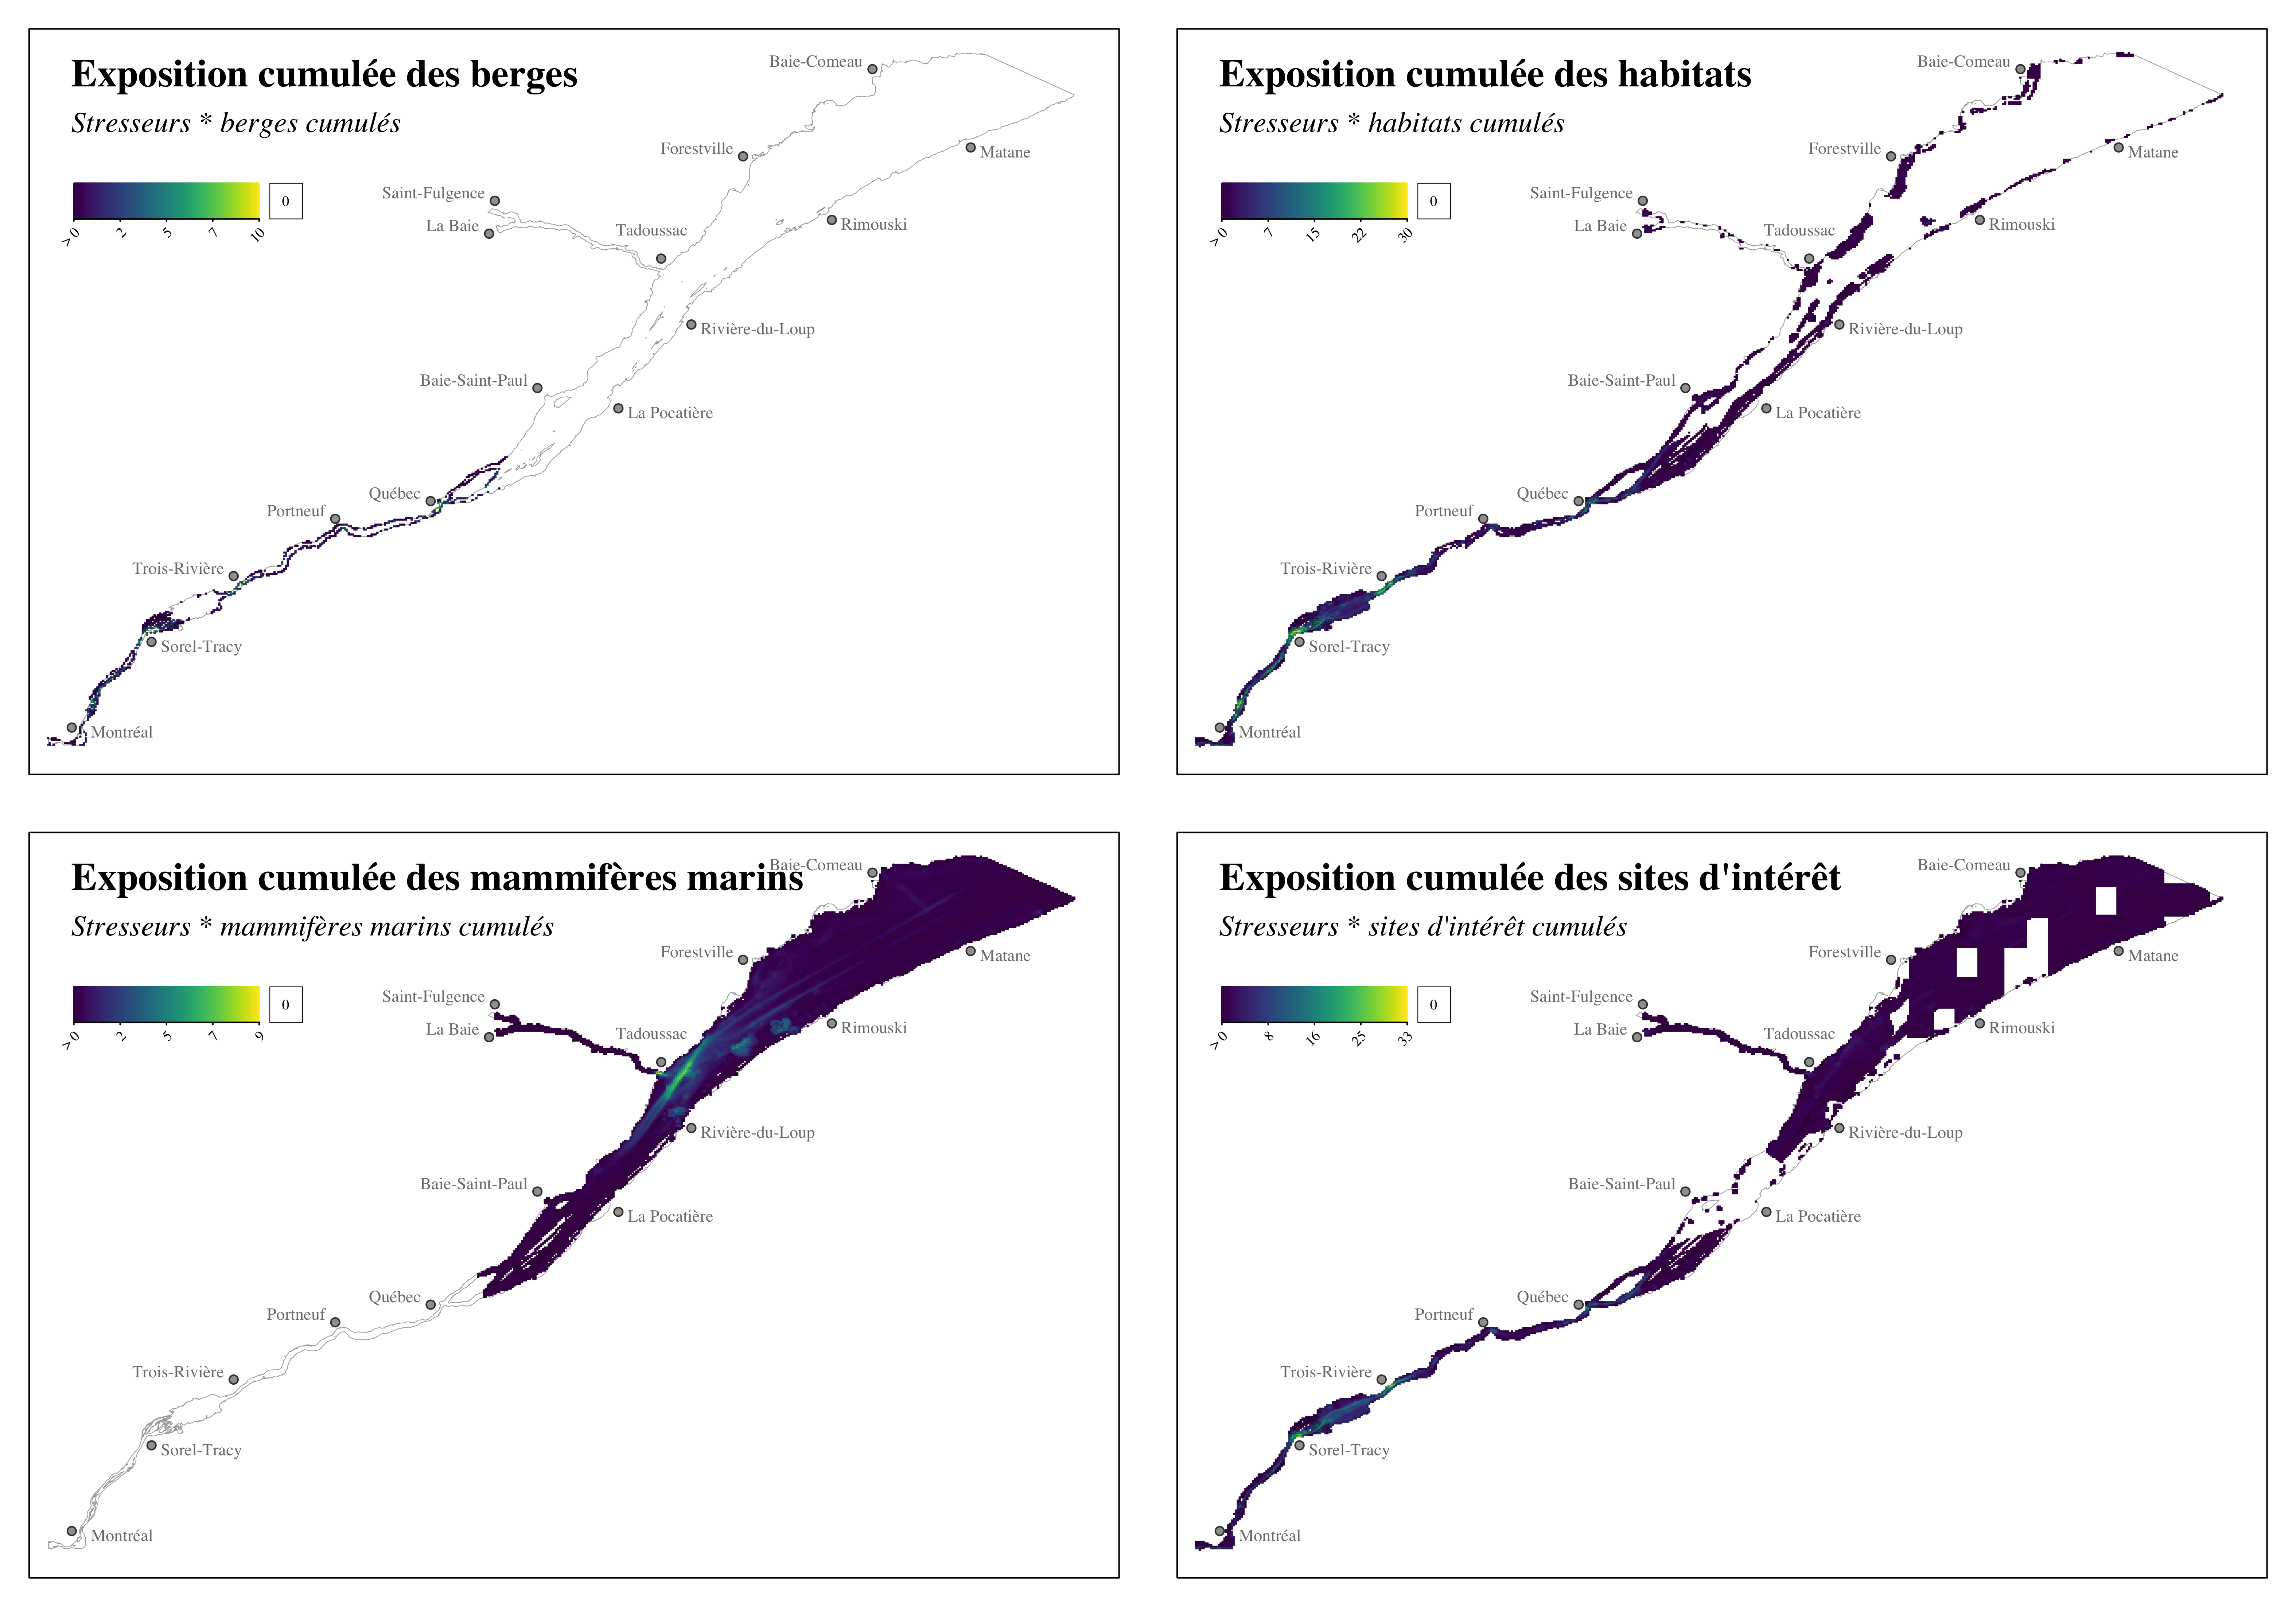 Exposition cumulée des berges
Stresseurs * berges cumulés
> 0 2 5 7 10
0
Baie-Comeau
Forestville
Matane
Saint-Fulgence
La Baie
Tadoussac
Rimouski
Rivière-du-Loup
Baie-Saint-Paul
La Pocatière
Québec
Portneuf
Trois-Rivière
Sorel-Tracy
Montréal
Exposition cumulée des habitats
Stresseurs * habitats cumulés
> 0 7 15 22 30
0
Baie-Comeau
Forestville
Matane
Saint-Fulgence
La Baie
Tadoussac
Rimouski
Rivière-du-Loup
Baie-Saint-Paul
La Pocatière
Québec
Portneuf
Trois-Rivière
Sorel-Tracy
Montréal
Exposition cumulée des mammifères marins
Stresseurs * mammifères marins cumulés
> 0 2 5 7 9
0
Baie-Comeau
Forestville
Matane
Saint-Fulgence
La Baie
Tadoussac
Rimouski
Rivière-du-Loup
Baie-Saint-Paul
La Pocatière
Québec
Portneuf
Trois-Rivière
Sorel-Tracy
Montréal
Exposition cumulée des sites d'intérêt
Stresseurs * sites d'intérêt cumulés
> 0 8 16 25 33
0
Baie-Comeau
Forestville
Matane
Saint-Fulgence
La Baie
Tadoussac
Rimouski
Rivière-du-Loup
Baie-Saint-Paul
La Pocatière
Québec
Portneuf
Trois-Rivière
Sorel-Tracy
Montréal